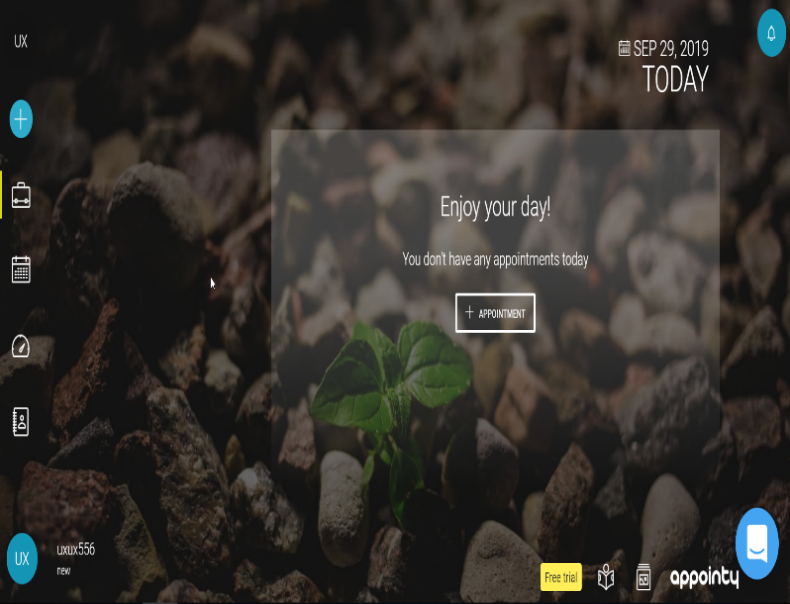 UX
SEP 29, 2019
TODAY
Enjoy your day!
You don't have any appointments today
+ APPOINTMENT
UX
uxux556
new
Free trial
appointy